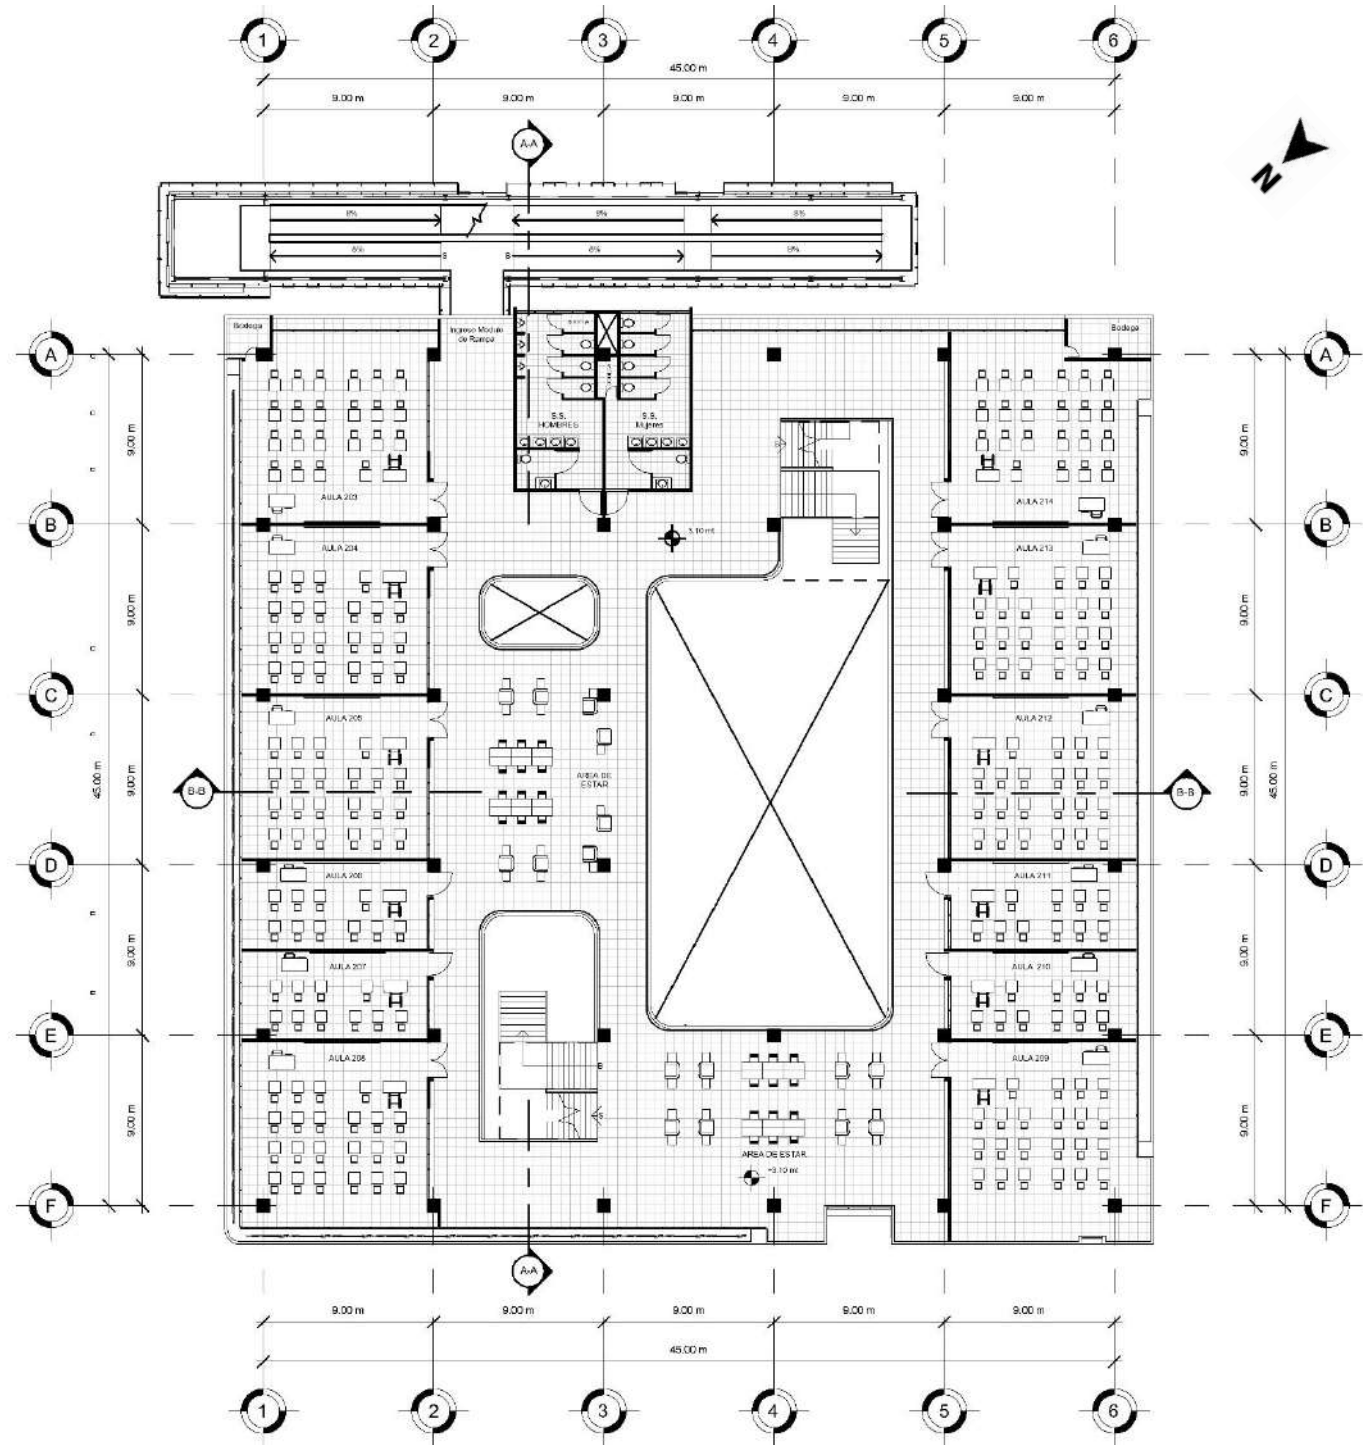 1 2 3 4 5 6
45.00 m
9.00 m 9.00 m 9.00 m 9.00 m 9.00 m
A-A
N
8% 8% 8%
6% 6% 8%
S S
Bodega
Ingreso Modulo
de Rampa
Bodega
A A
S.S.
HOMBRES
S.S.
Mujeres
9.00 m 9.00 m
AULA 203 AULA 214
B B
3.10 mt
AULA 204 AULA 213
9.00 m 9.00 m
C C
AULA 205 AULA 212
45.00 m 9.00 m
AREA DE
ESTAR
9.00 m 45.00 m
B-B B-B
D D
AULA 206 AULA 211
9.00 m 9.00 m
AULA 207 AULA 210
E E
AULA 208 AULA 209
B
S
9.00 m 9.00 m
AREA DE ESTAR
+3.10 mt
F F
A-A
9.00 m 9.00 m 9.00 m 9.00 m 9.00 m
45.00 m
1 2 3 4 5 6